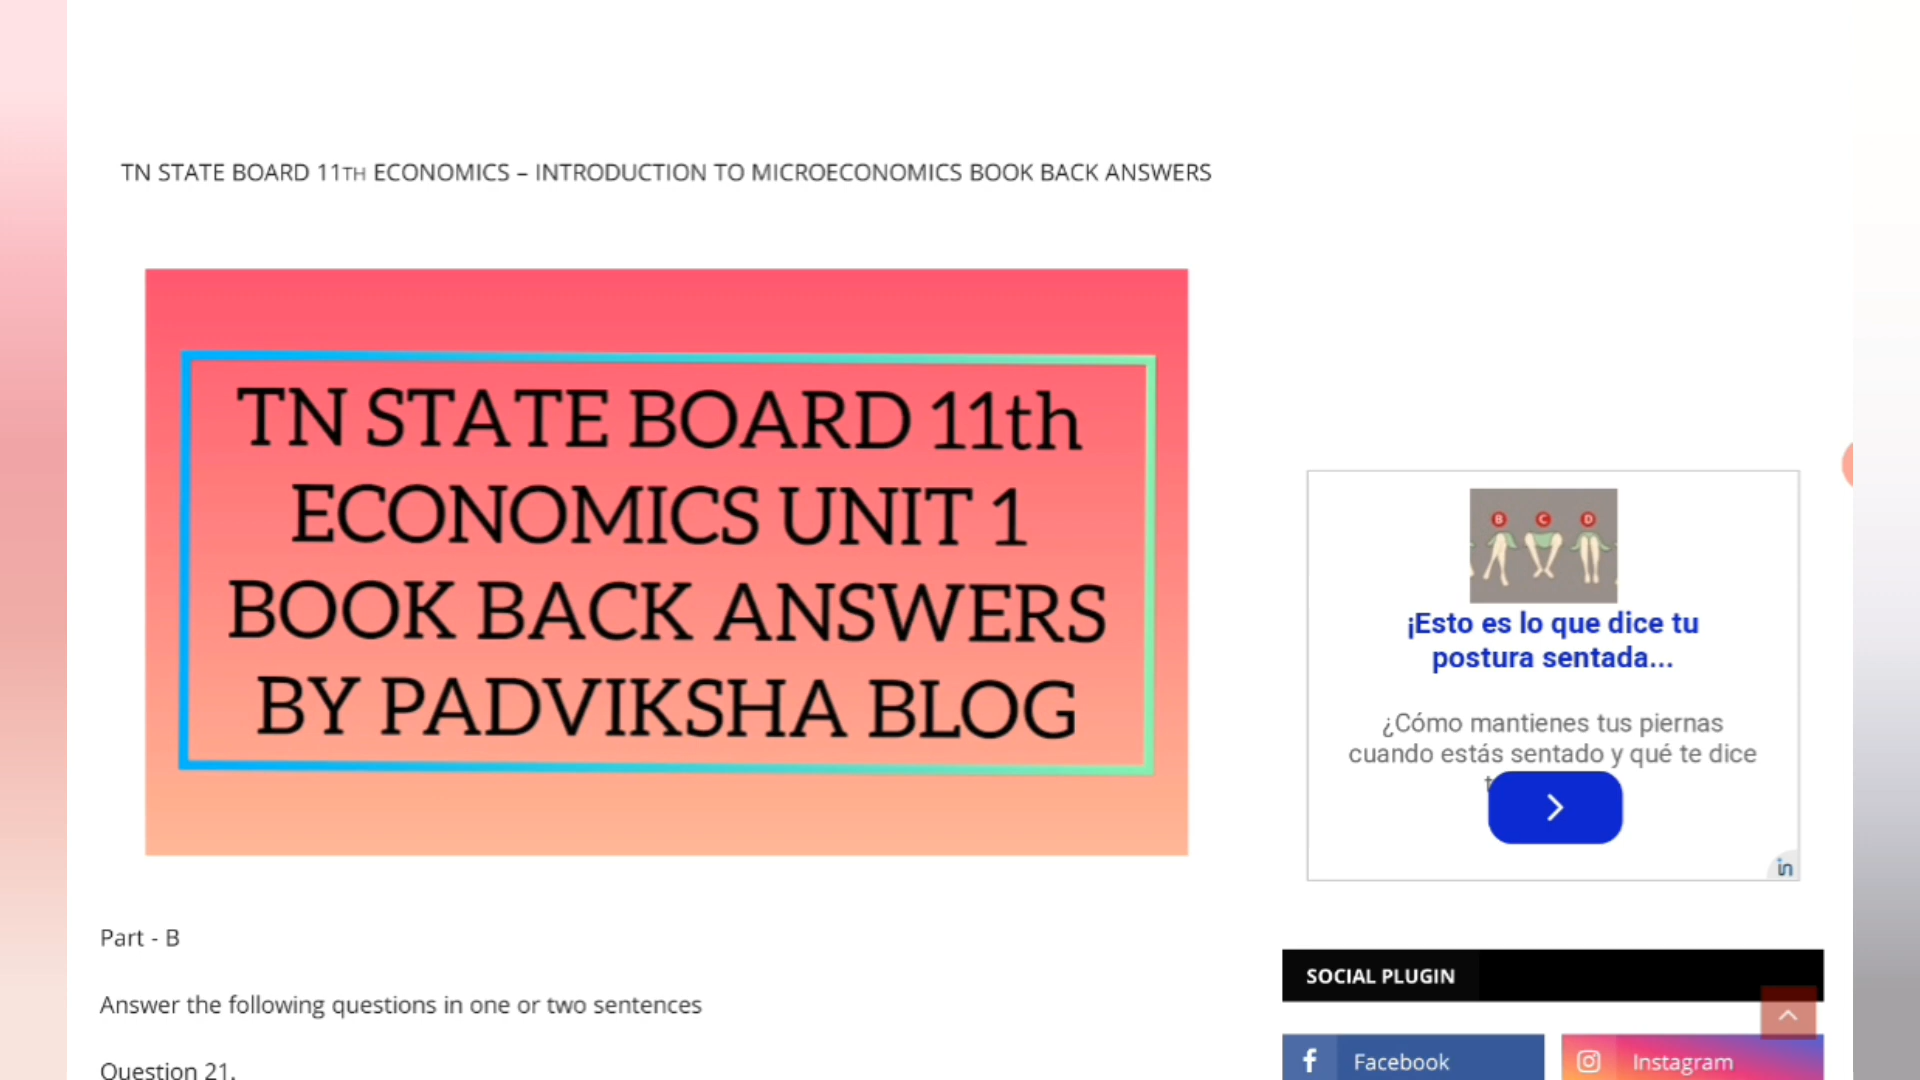 TN STATE BOARD 11TH ECONOMICS – INTRODUCTION TO MICROECONOMICS BOOK BACK ANSWERS
TN STATE BOARD 11th
ECONOMICS UNIT 1
BOOK BACK ANSWERS
BY PADVIKSHA BLOG
Part - B
Answer the following questions in one or two sentences
Question 21.
B C D
¡Esto es lo que dice tu
postura sentada...
¿Cómo mantienes tus piernas
cuando estás sentado y qué te dice
in
SOCIAL PLUGIN
Facebook
Instagram